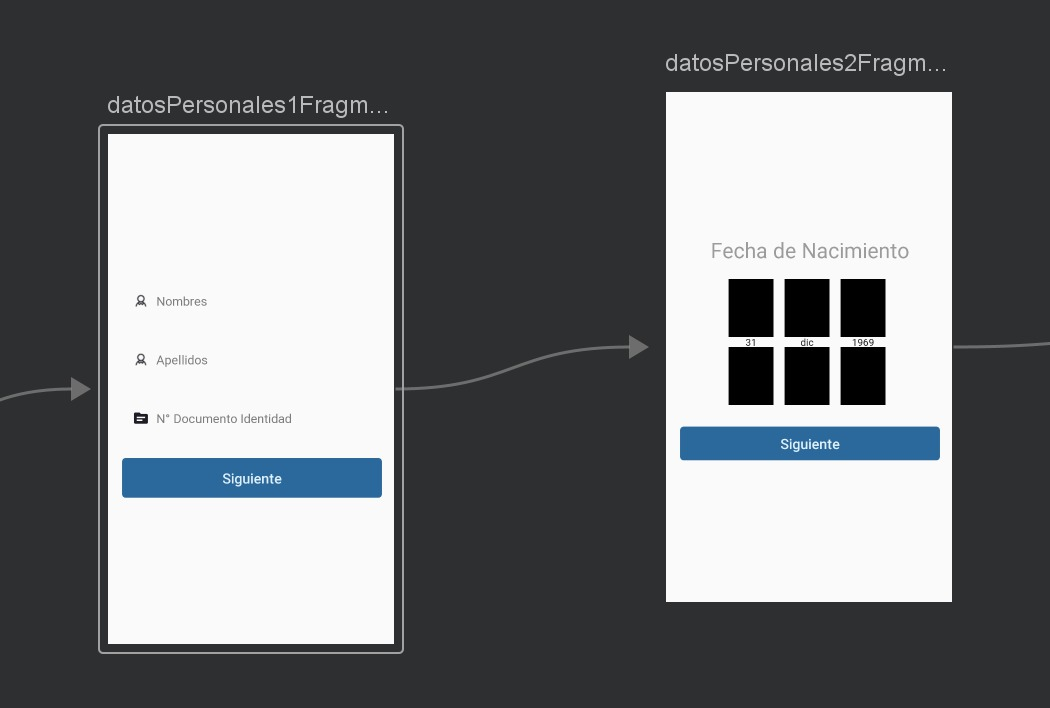 datosPersonales1Fragm...
Nombres
Apellidos
N° Documento Identidad
Siguiente
datosPersonales2Fragm...
Fecha de Nacimiento
31 dic 1969
Siguiente